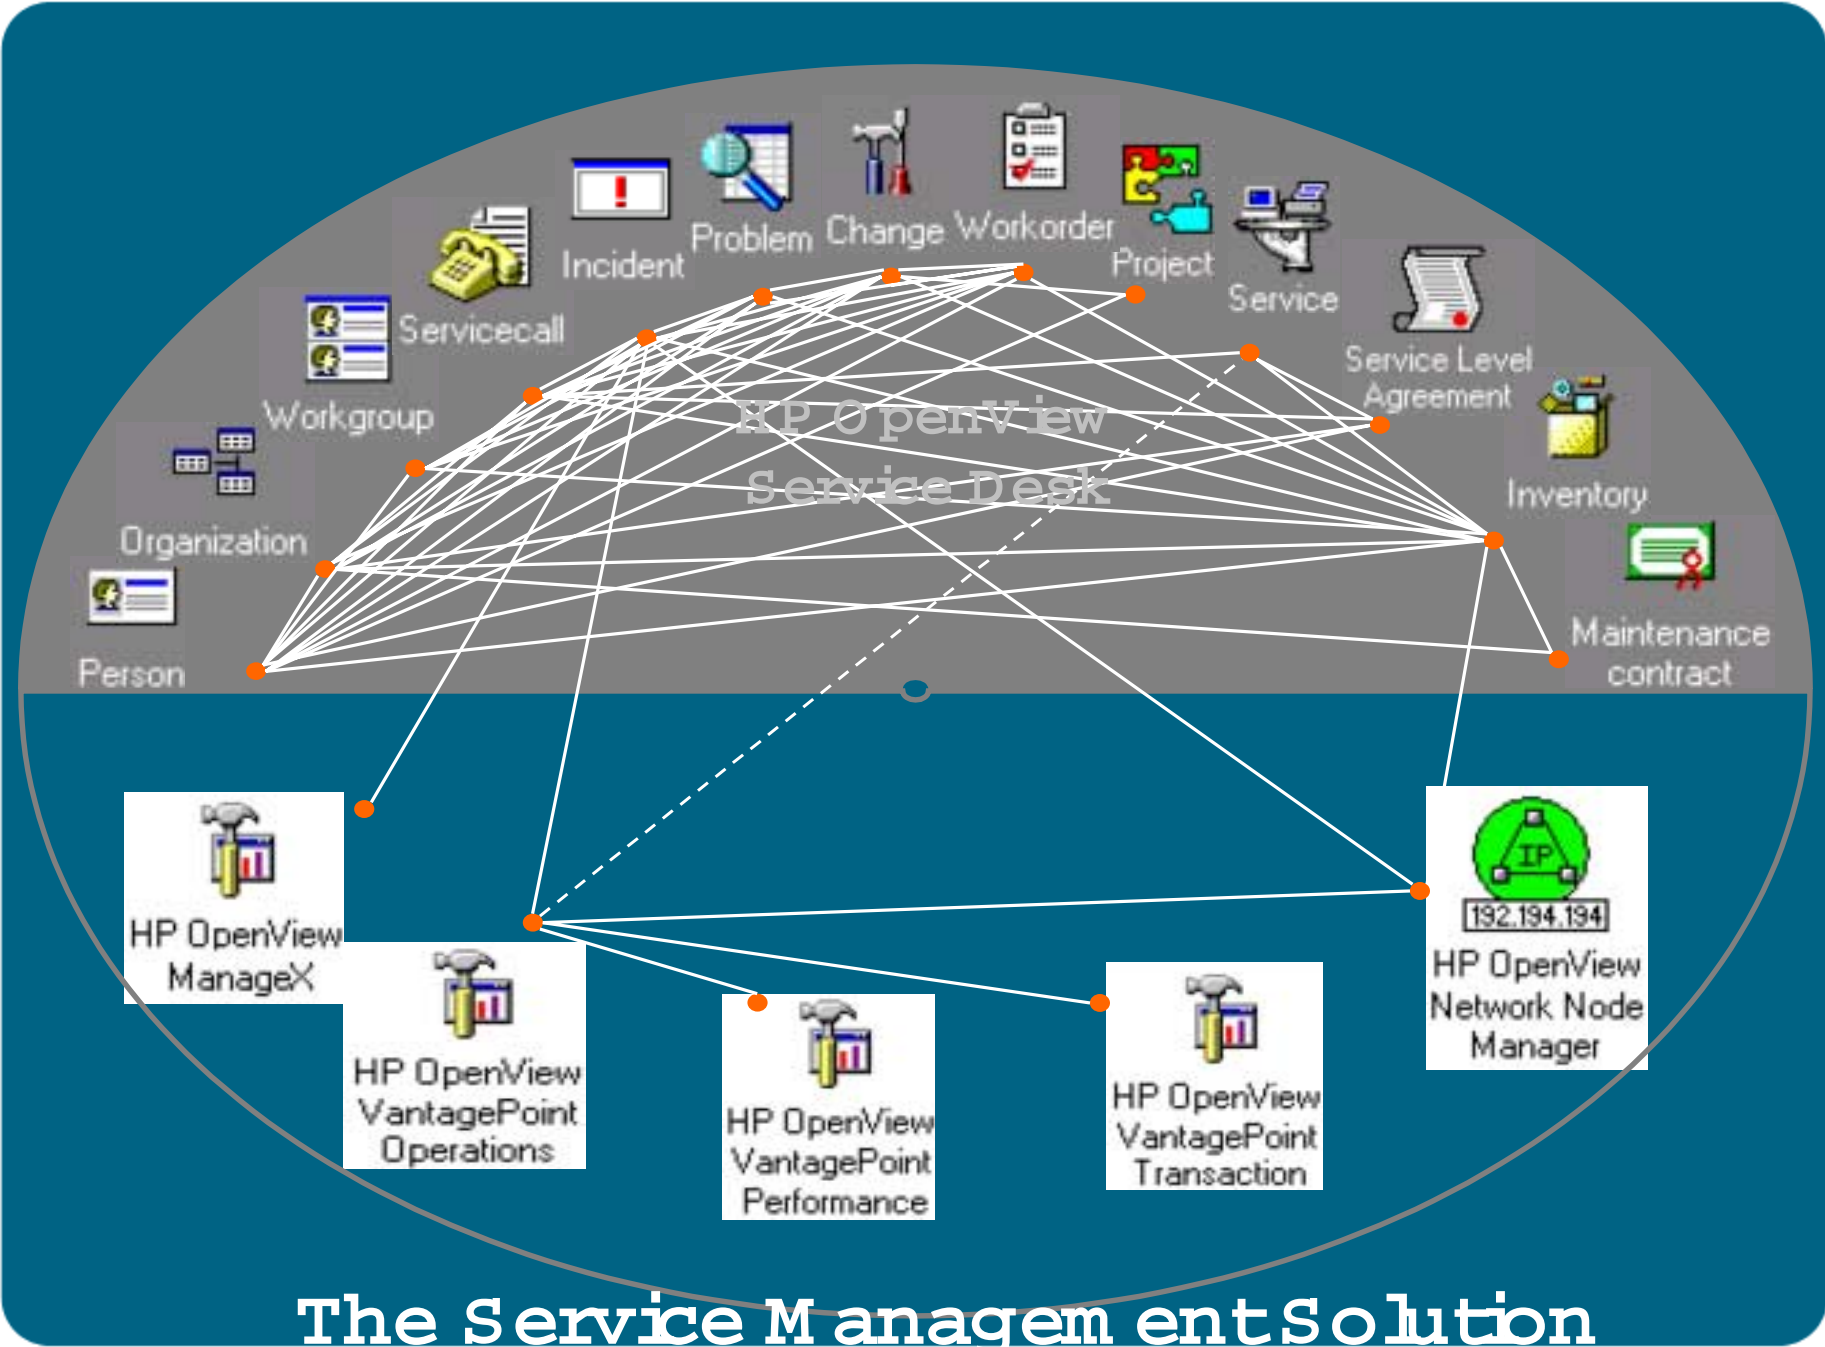 Change
Workorder
Problem
Incident
Project
Service
Servicecall
Service Level
Agreement
Workgroup
HP OpenView
Service Desk
Inventory
Organization
Maintenance
contract
Person
HP OpenView
ManageX
IP
192.194.194
HP OpenView
Network Node
Manager
HP OpenView
VantagePoint
Operations
HP OpenView
VantagePoint
Performance
HP OpenView
VantagePoint
Transaction
The Service Management Solution